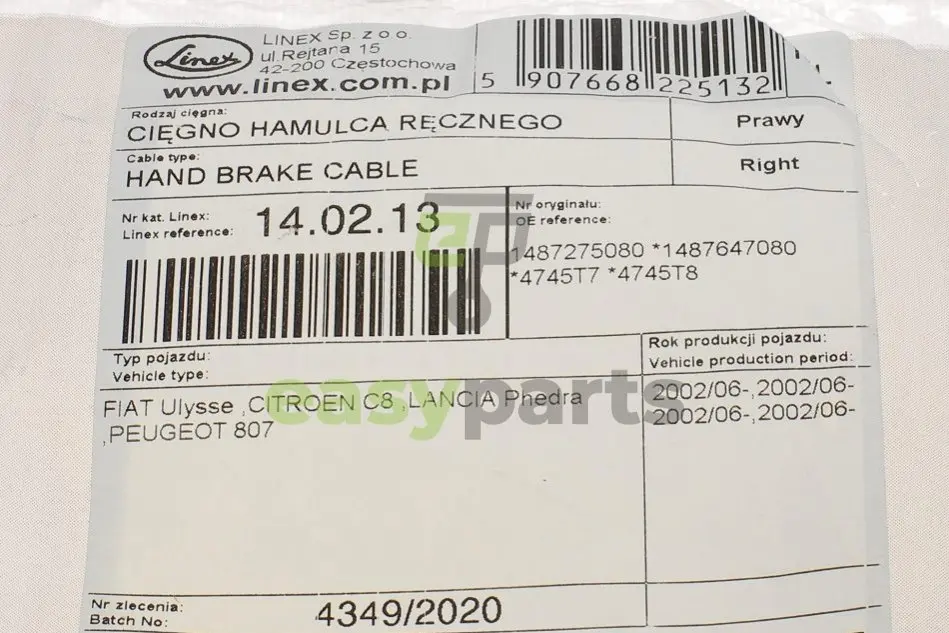 Linex
LINEX Sp. z o.o.
ul.Rejtana 15
42-200 Częstochowa
www.linex.com.pl
5 907668 225132
Rodzaj cięgna:
CIĘGNO HAMULCA RĘCZNEGO
Prawy
Cable type:
HAND BRAKE CABLE
Right
Nr kat. Linex:
Linex reference:
14.02.13
Nr oryginału:
OE reference:
1487275080 *1487647080
*4745T7 *4745T8
Typ pojazdu:
Vehicle type:
Rok produkcji pojazdu:
Vehicle production period:
FIAT Ulysse ,CITROEN C8 ,LANCIA Phedra
,PEUGEOT 807
2002/06-,2002/06-
2002/06-,2002/06-
easyparts
Nr zlecenia:
Batch No:
4349/2020